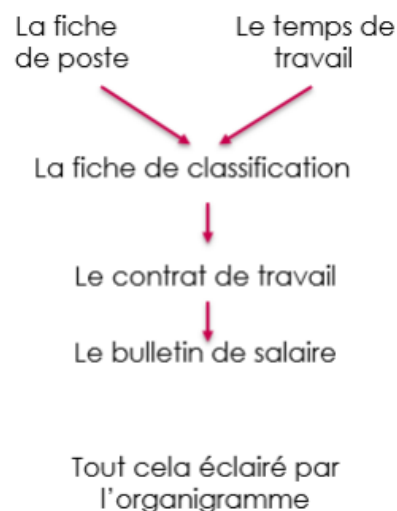 La fiche
de poste
Le temps de
travail
La fiche de classification
Le contrat de travail
Le bulletin de salaire
Tout cela éclairé par
l'organigramme